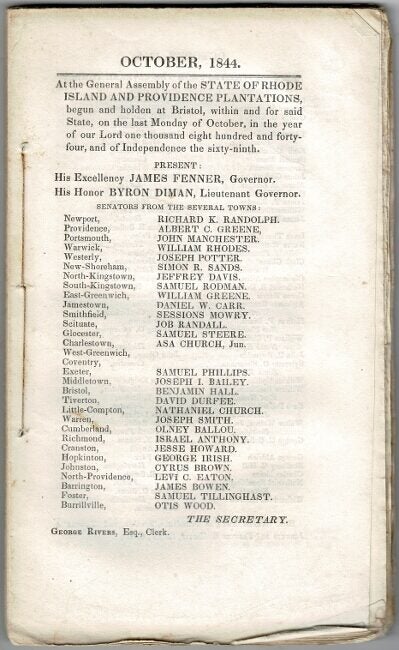 OCTOBER, 1844.
At the General Assembly of the STATE OF RHODE
ISLAND AND PROVIDENCE PLANTATIONS,
begun and holden at Bristol, within and for said
State, on the last Monday of October, in the year
of our Lord one thousand eight hundred and forty-
four, and of Independence the sixty-ninth.
PRESENT:
His Excellency JAMES FENNER, Governor.
His Honor BYRON DIMAN, Lieutenant Governor.
SENATORS FROM THE SEVERAL TOWNS:
Newport, RICHARD K. RANDOLPH.
Providence, ALBERT C. GREENE,
Portsmouth, JOHN MANCHESTER.
Warwick, WILLIAM RHODES.
Westerly, JOSEPH POTTER.
New-Shoreham, SIMON R. SANDS.
North-Kingstown, JEFFREY DAVIS.
South-Kingstown, SAMUEL RODMAN.
East-Greenwich, WILLIAM GREENE.
Jamestown, DANIEL W. CARR.
Smithfield, SESSIONS MOWRY.
Scituate, JOB RANDALL.
Glocester, SAMUEL STEERE.
Charlestown, ASA CHURCH, Jun.
West-Greenwich,
Coventry,
Exeter, SAMUEL PHILLIPS.
Middletown, JOSEPH I. BAILEY.
Bristol, BENJAMIN HALL.
Tiverton, DAVID DURFEE.
Little-Compton, NATHANIEL CHURCH.
Warren, JOSEPH SMITH.
Cumberland, OLNEY BALLOU.
Richmond, ISRAEL ANTHONY.
Cranston, JESSE HOWARD.
Hopkinton, GEORGE IRISH.
Johnston, CYRUS BROWN.
North-Providence, LEVI C. EATON.
Barrington, JAMES BOWEN.
Foster, SAMUEL TILLINGHAST.
Burrillville, OTIS WOOD.
THE SECRETARY.
GEORGE RIVERS, Esq., Clerk.